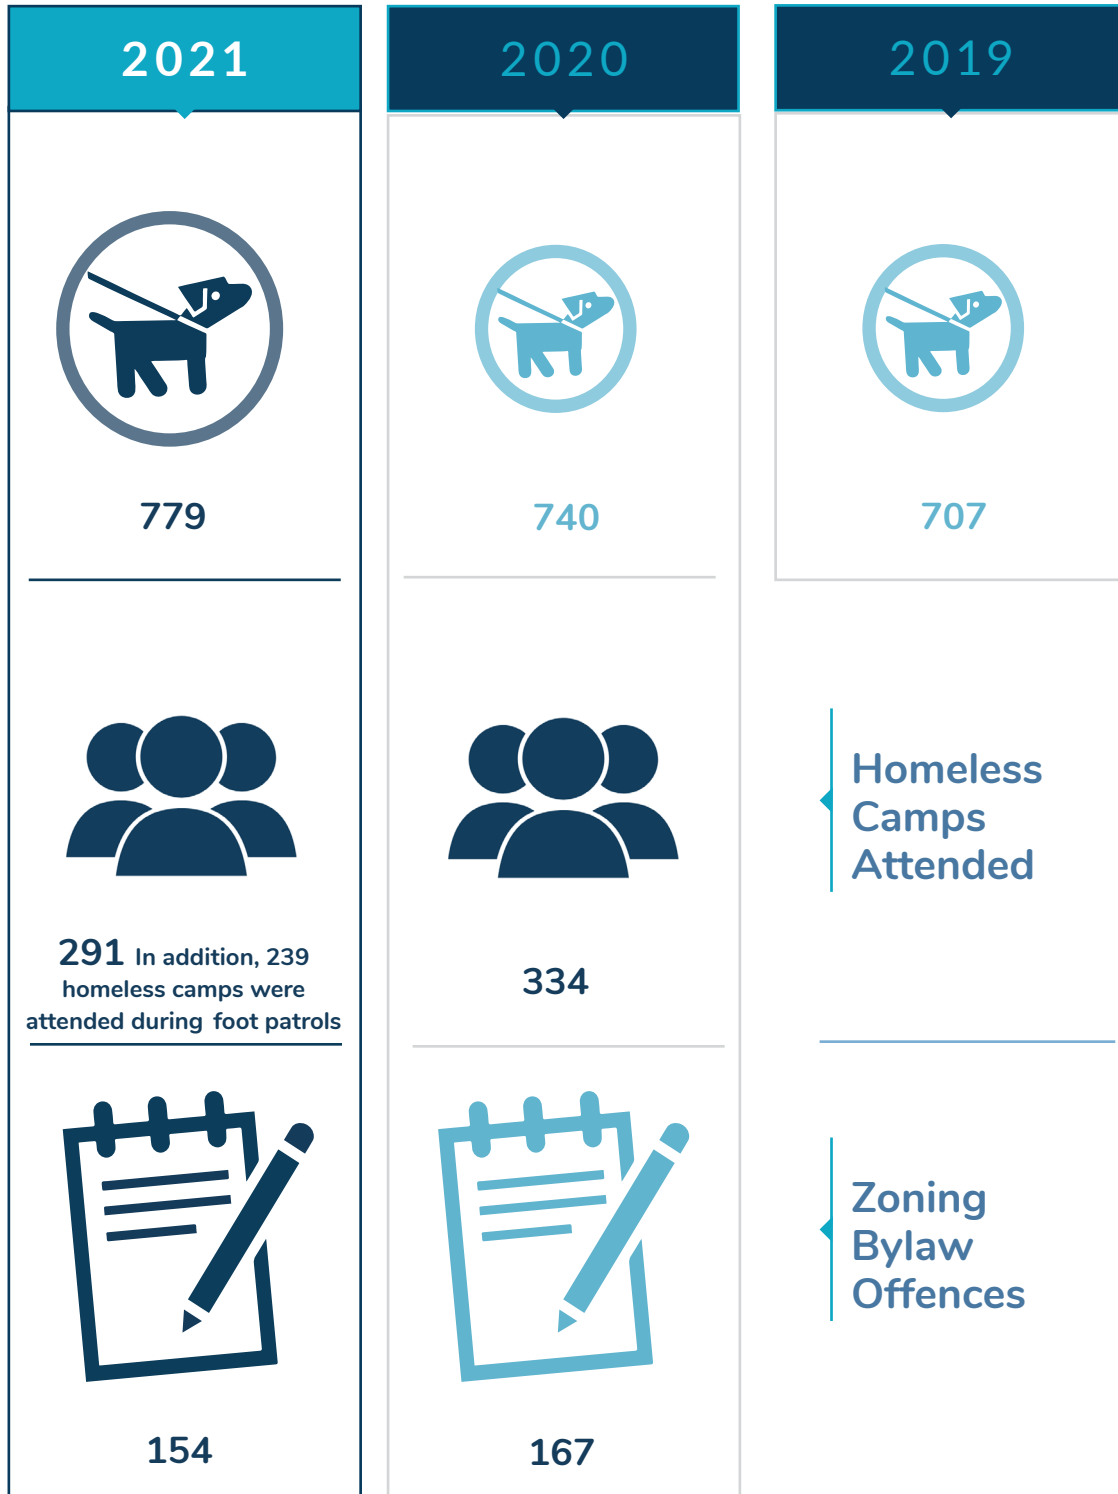 2021
2020
2019
779
740
707
Homeless
Camps
Attended
291 In addition, 239
homeless camps were
attended during foot patrols
334
Zoning
Bylaw
Offences
154
167